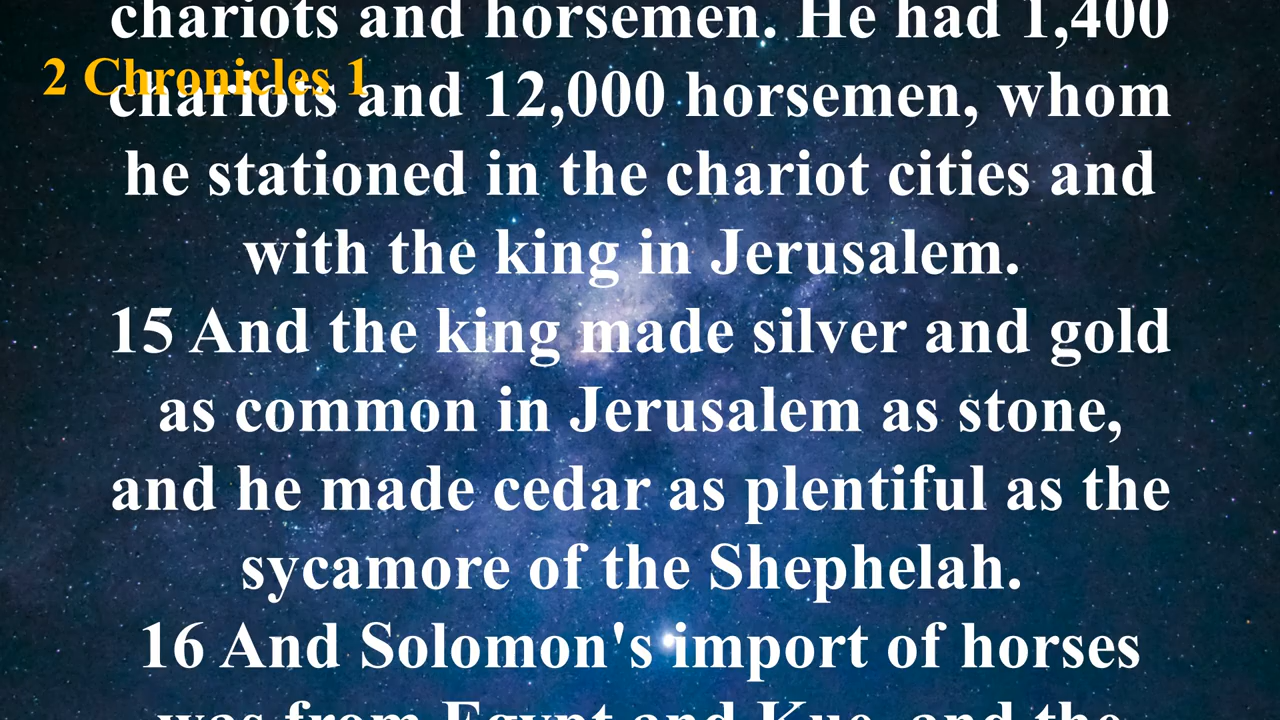 chariots and horsemen. He had 1,400
2 Chronicles 1
chariots and 12,000 horsemen, whom
he stationed in the chariot cities and
with the king in Jerusalem.
15 And the king made silver and gold
as common in Jerusalem as stone,
and he made cedar as plentiful as the
sycamore of the Shephelah.
16 And Solomon's import of horses
was from Egypt and Kue, and the